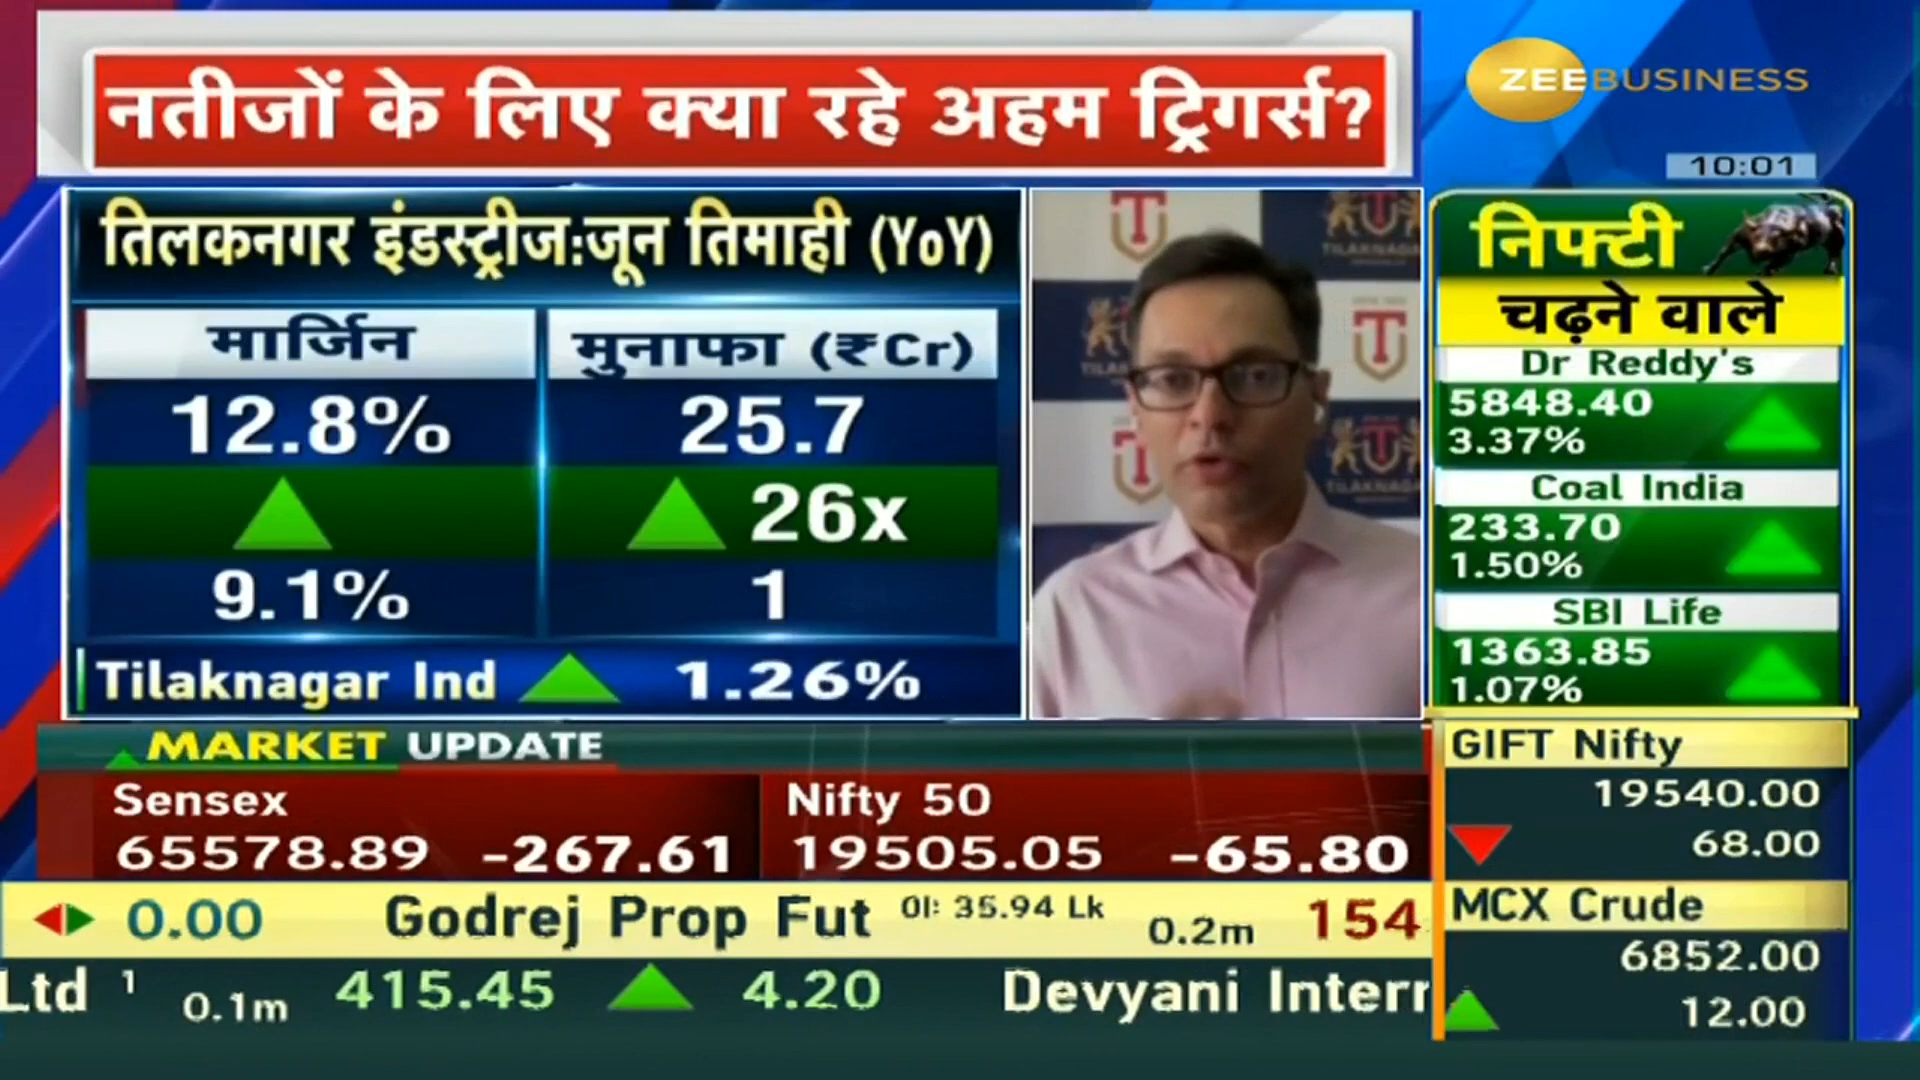 नतीजों के लिए क्या रहे अहम ट्रिगर्स?
ZEEBUSINESS
10:01
तिलकनगर इंडस्ट्रीज:जून तिमाही (YoY)
मार्जिन मुनाफा (₹Cr)
12.8% 25.7
26x
9.1% 1
Tilaknagar Ind 1.26%
निफ्टी
चढ़ने वाले
Dr Reddy's
5848.40
3.37%
Coal India
233.70
1.50%
SBI Life
1363.85
1.07%
T
TILAKNAGA
T
T
TILAKNAGA
MARKET UPDATE
Sensex
65578.89 -267.61
Nifty 50
19505.05 -65.80
GIFT Nifty
19540.00
68.00
MCX Crude
6852.00
12.00
0.00 Godrej Prop Fut OI: 35.94 Lk 0.2m 154
Ltd 1 0.1m 415.45 4.20 Devyani Intern